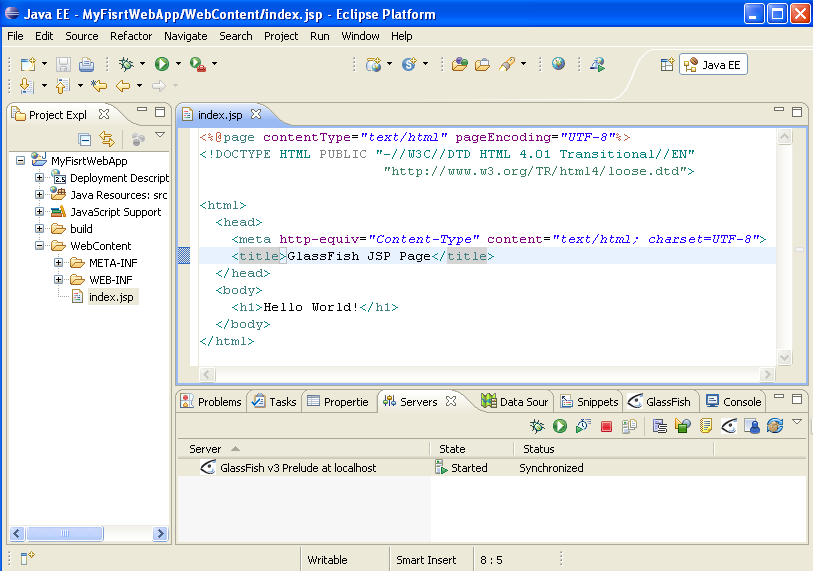 Java EE - MyFisrtWebApp/WebContent/index.jsp - Eclipse Platform
File Edit Source Refactor Navigate Search Project Run Window Help
Java EE
Project Expl
MyFisrtWebApp
Deployment Descript
Java Resources: src
JavaScript Support
build
WebContent
META-INF
WEB-INF
index.jsp
index.jsp
<%@page contentType="text/html" pageEncoding="UTF-8"%>
<!DOCTYPE HTML PUBLIC "-//W3C//DTD HTML 4.01 Transitional//EN"
"http://www.w3.org/TR/html4/loose.dtd">
<html>
<head>
<meta http-equiv="Content-Type" content="text/html; charset=UTF-8">
<title>GlassFish JSP Page</title>
</head>
<body>
<h1>Hello World!</h1>
</body>
</html>
Problems Tasks Propertie Servers Data Sour Snippets GlassFish Console
Server State Status
GlassFish v3 Prelude at localhost Started Synchronized
Writable Smart Insert 8 : 5